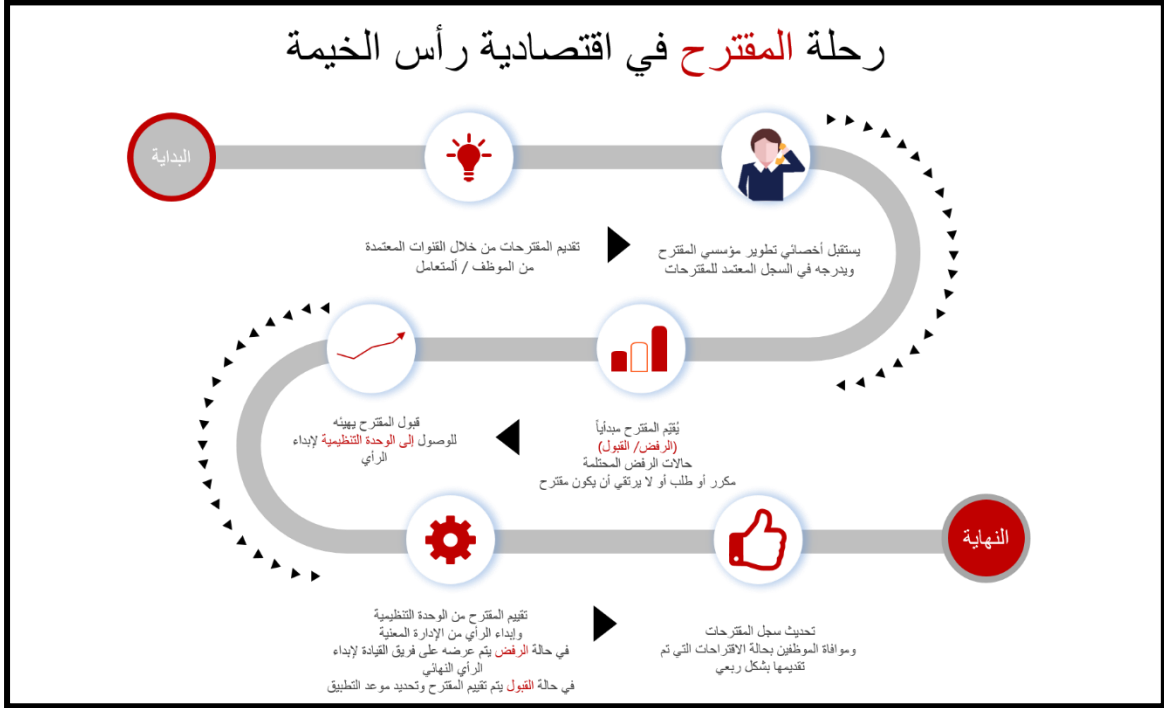 رحلة المقترح في اقتصادية رأس الخيمة
البداية
تقديم المقترحات من خلال القنوات المعتمدة
من الموظف / ألمتعامل
يستقبل أخصائي تطوير مؤسسي المقترح
ويدرجه في السجل المعتمد للمقترحات
يُقيّم المقترح مبدأياً
(الرفض/ القبول)
حالات الرفض المحتلمة
مكرر أو طلب أو لا يرتقي أن يكون مقترح
قبول المقترح يهيئه
للوصول إلى الوحدة التنظيمية لإبداء
الرأي
تقييم المقترح من الوحدة التنظيمية
وإبداء الرأي من الإدارة المعنية
في حالة الرفض يتم عرضه على فريق القيادة لإبداء
الرأي النهائي
في حالة القبول يتم تقييم المقترح وتحديد موعد التطبيق
تحديث سجل المقترحات
وموافاة الموظفين بحالة الاقتراحات التي تم
تقديمها بشكل ربعي
النهاية